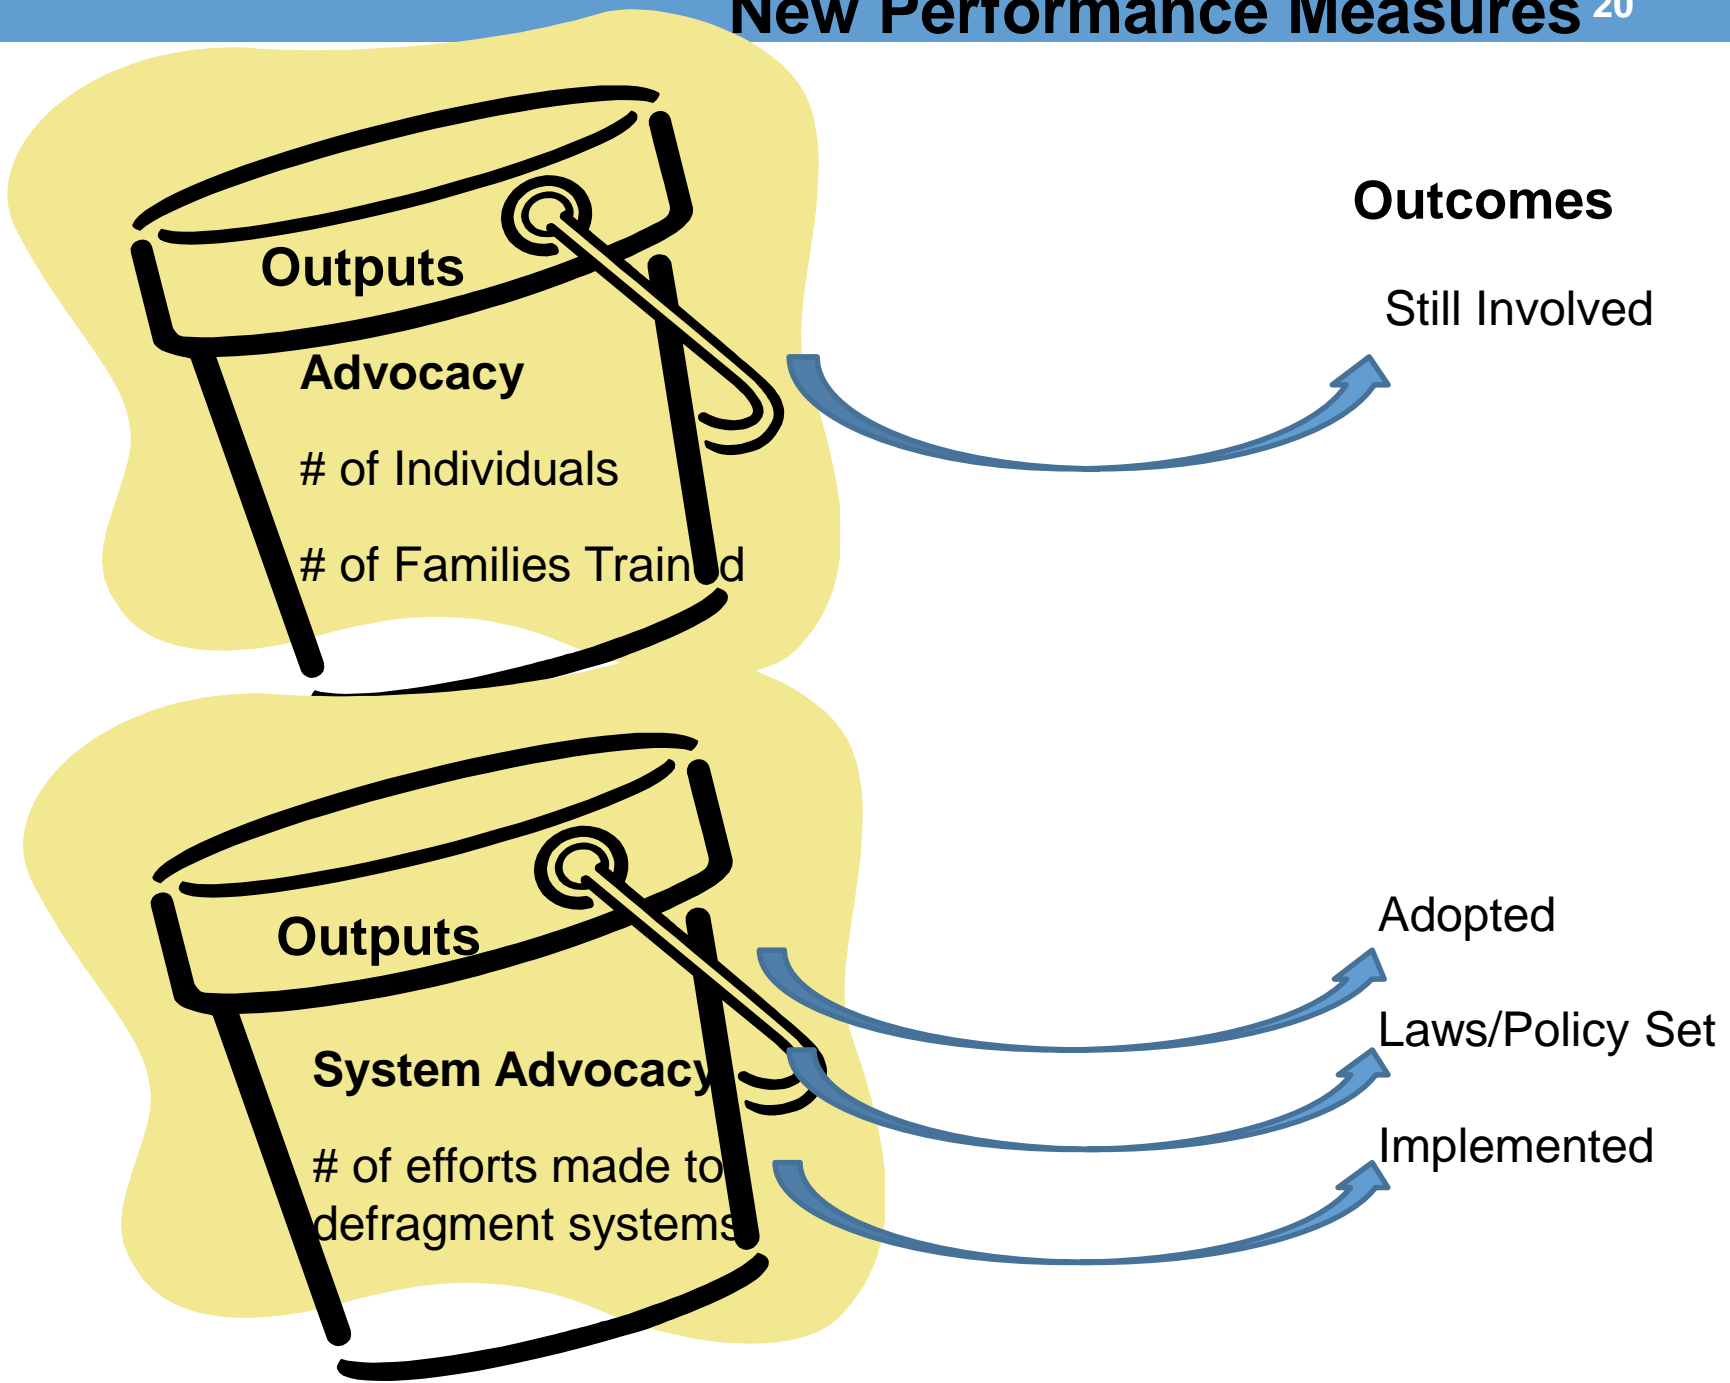 New Performance Measures 20
Outputs
Advocacy
# of Individuals
# of Families Trained
Outcomes
Still Involved
Outputs
System Advocacy
# of efforts made to
defragment systems
Adopted
Laws/Policy Set
Implemented